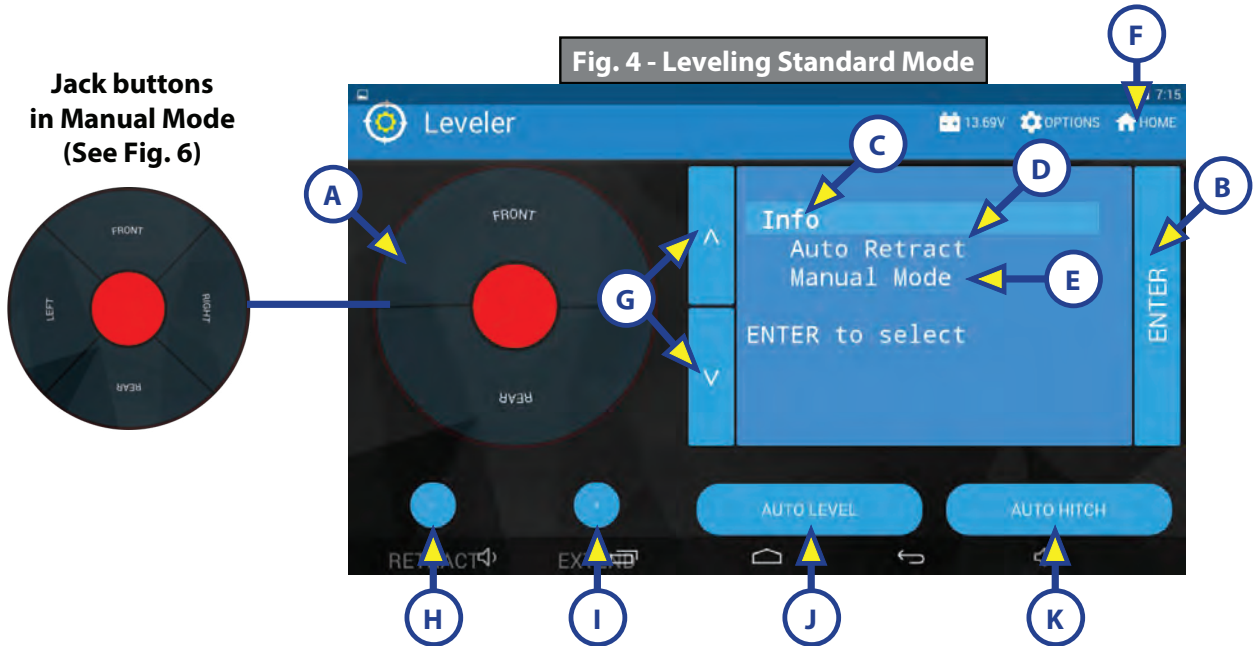 Fig. 4 - Leveling Standard Mode
Jack buttons
in Manual Mode
(See Fig. 6)
FRONT
LEFT
RIGHT
REAR
7:15
Leveler
13.69V
OPTIONS
HOME
FRONT
REAR
^
v
Info
Auto Retract
Manual Mode
ENTER to select
ENTER
AUTO LEVEL
AUTO HITCH
A
B
C
D
E
F
G
H
I
J
K